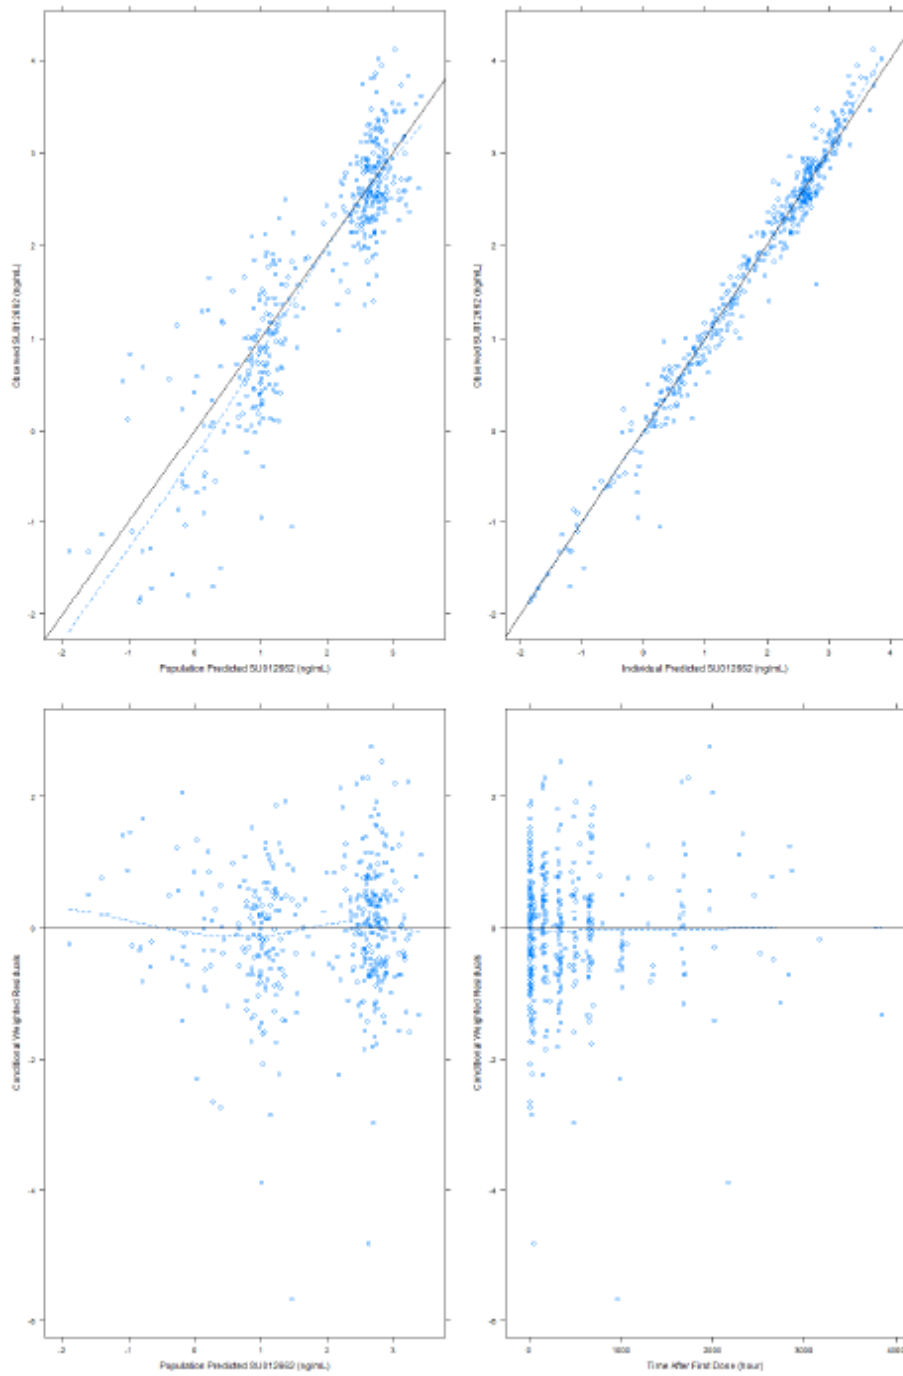 4
3
2
1
0
-1
-2
Observed SU012662 (ng/mL)
-2 -1 0 1 2 3
Population Predicted SU012662 (ng/mL)
4
3
2
1
0
-1
-2
Observed SU012662 (ng/mL)
-2 -1 0 1 2 3 4
Individual Predicted SU012662 (ng/mL)
2
0
-2
-4
-6
Conditional Weighted Residuals
-2 -1 0 1 2 3
Population Predicted SU012662 (ng/mL)
2
0
-2
-4
-6
Conditional Weighted Residuals
0 1000 2000 3000 4000
Time After First Dose (hour)